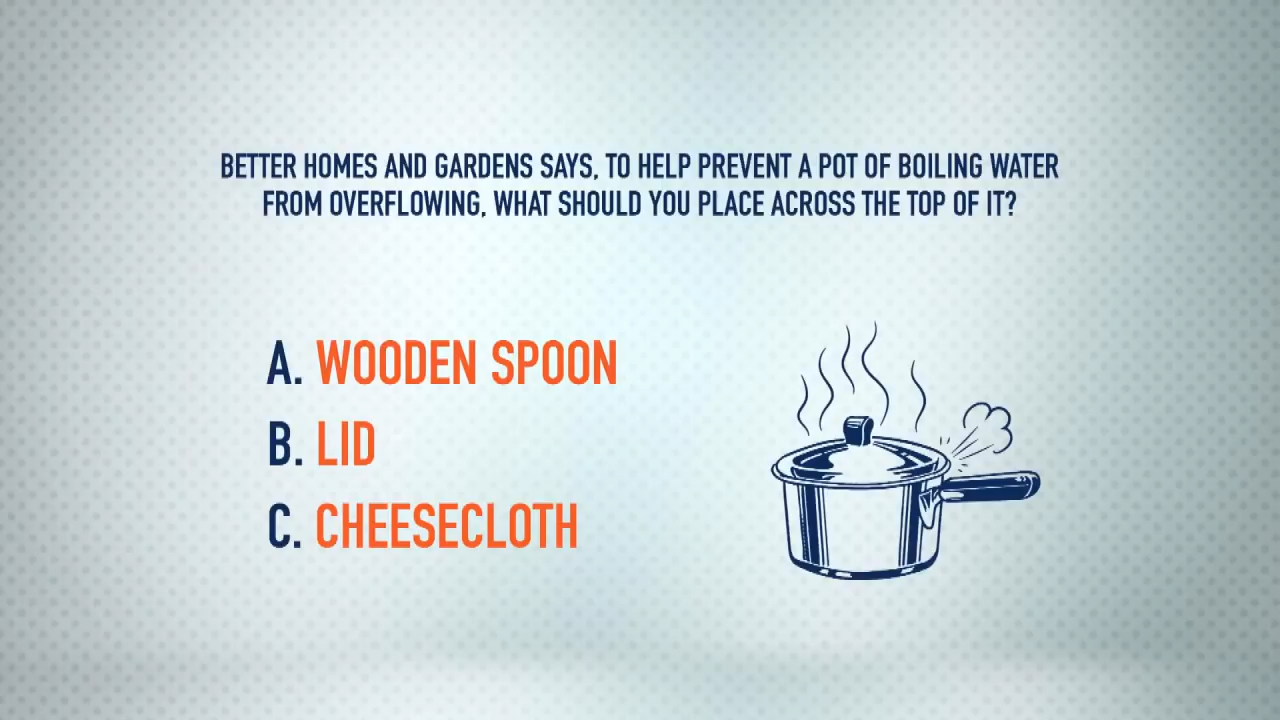 BETTER HOMES AND GARDENS SAYS, TO HELP PREVENT A POT OF BOILING WATER
FROM OVERFLOWING, WHAT SHOULD YOU PLACE ACROSS THE TOP OF IT?
A. WOODEN SPOON
B. LID
C. CHEESECLOTH